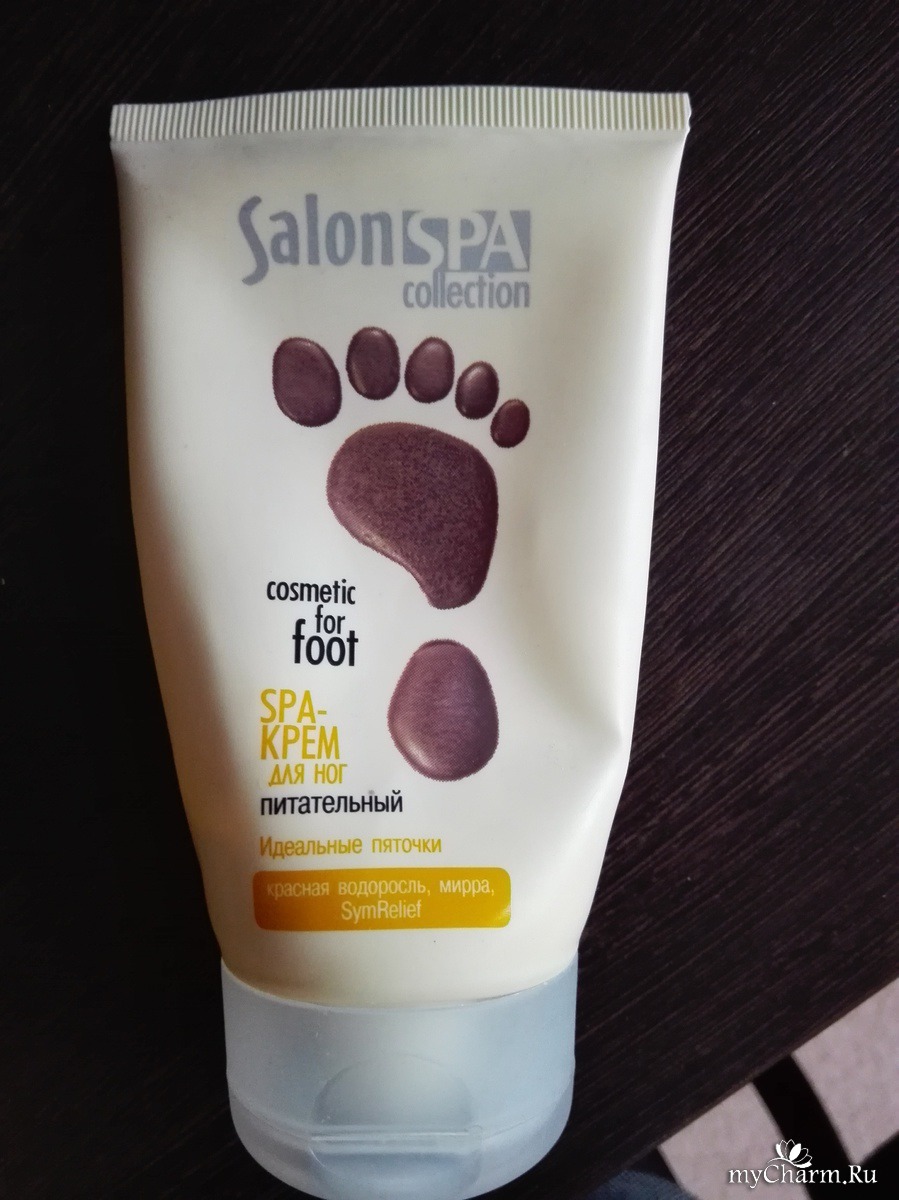 Salon SPA
collection
cosmetic
for
foot
SPA-
КРЕМ
ДЛЯ НОГ
питательный
Идеальные пяточки
красная водоросль, мирра,
SymRelief
myCharm.Ru